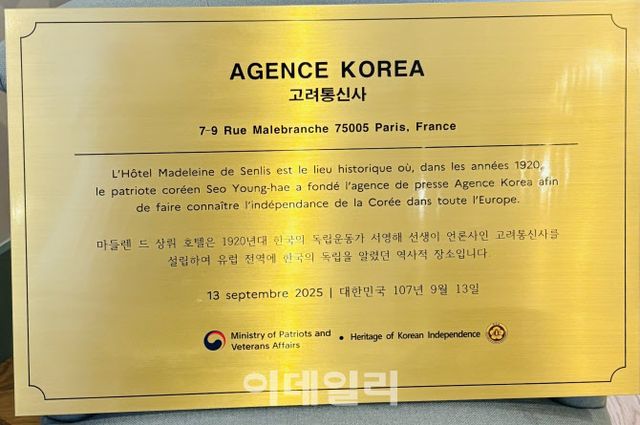 AGENCE KOREA
고려통신사
7-9 Rue Malebranche 75005 Paris, France
L'Hôtel Madeleine de Senlis est le lieu historique où, dans les années 1920,
le patriote coréen Seo Young-hae a fondé l'agence de presse Agence Korea afin
de faire connaître l'indépendance de la Corée dans toute l'Europe.
마들렌 드 상뤼 호텔은 1920년대 한국의 독립운동가 서영해 선생이 언론사인 고려통신사를
설립하여 유럽 전역에 한국의 독립을 알렸던 역사적 장소입니다.
13 septembre 2025 | 대한민국 107년 9월 13일
Ministry of Patriots and
Veterans Affairs
• Heritage of Korean Independence
이데일리